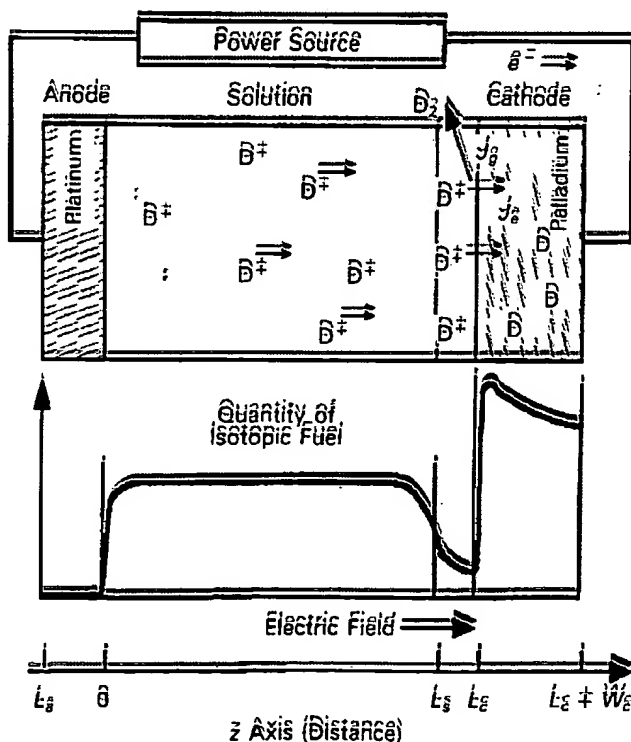 Power Source
e⁻
Anode
Solution
D₂
Cathode
Platinum
D⁺
D⁺
D⁺
D⁺
D⁺
D⁺
D⁺
D⁺
D⁺
Palladium
D
D
D
Quantity of
Isotopic Fuel
Electric Field
0
z Axis (Distance)